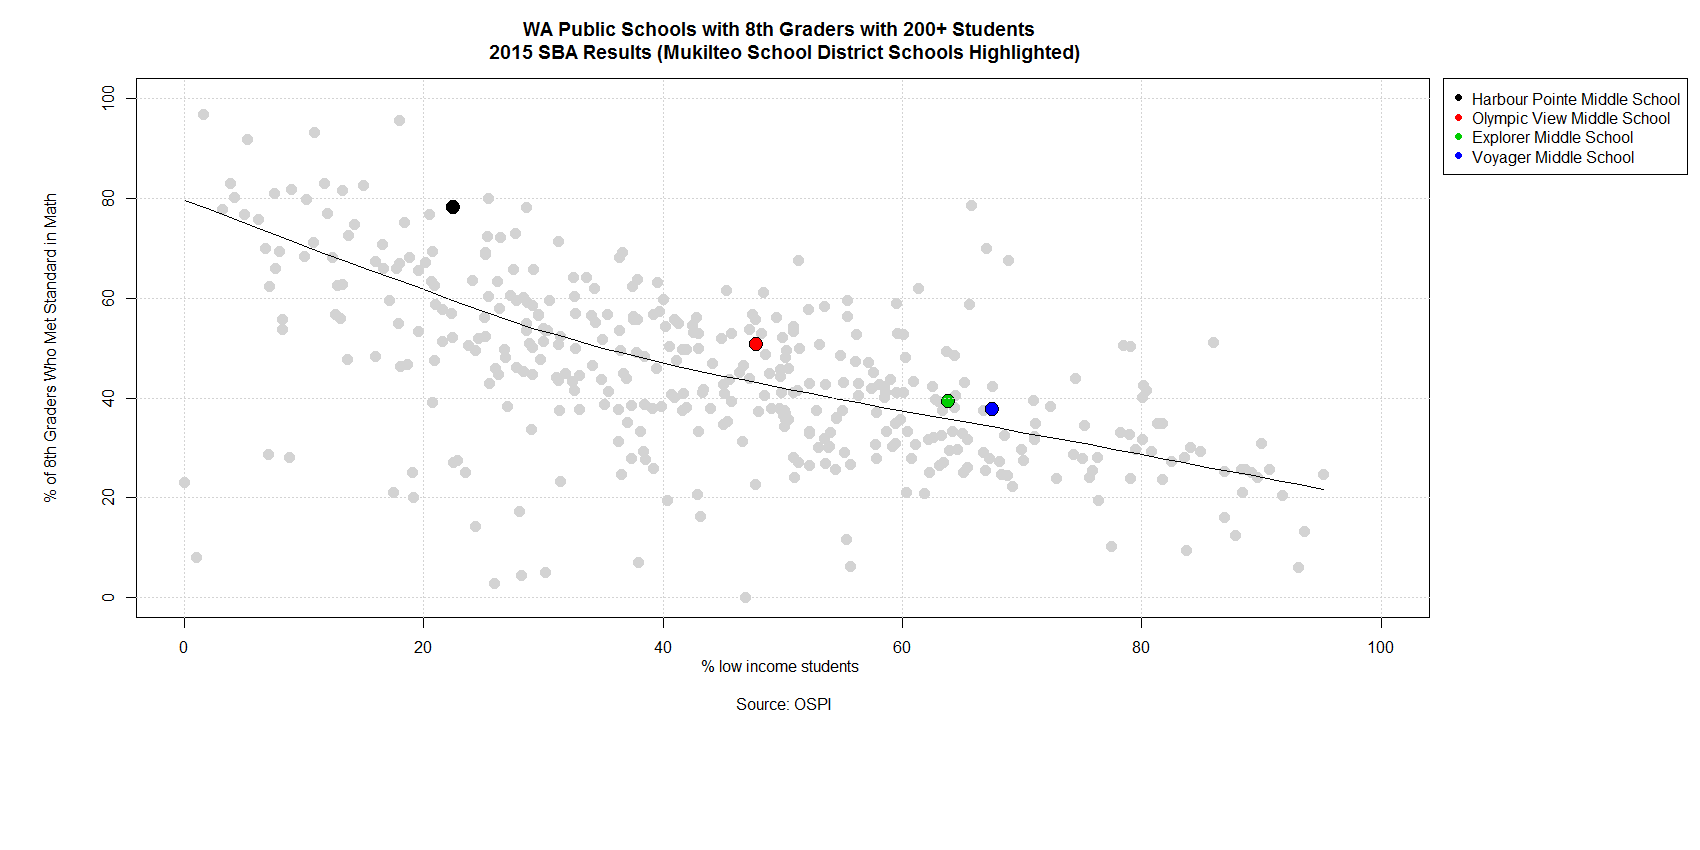 WA Public Schools with 8th Graders with 200+ Students
2015 SBA Results (Mukilteo School District Schools Highlighted)
% of 8th Graders Who Met Standard in Math
100
80
60
40
20
0
0
20
40
60
80
100
% low income students
Source: OSPI
Harbour Pointe Middle School
Olympic View Middle School
Explorer Middle School
Voyager Middle School